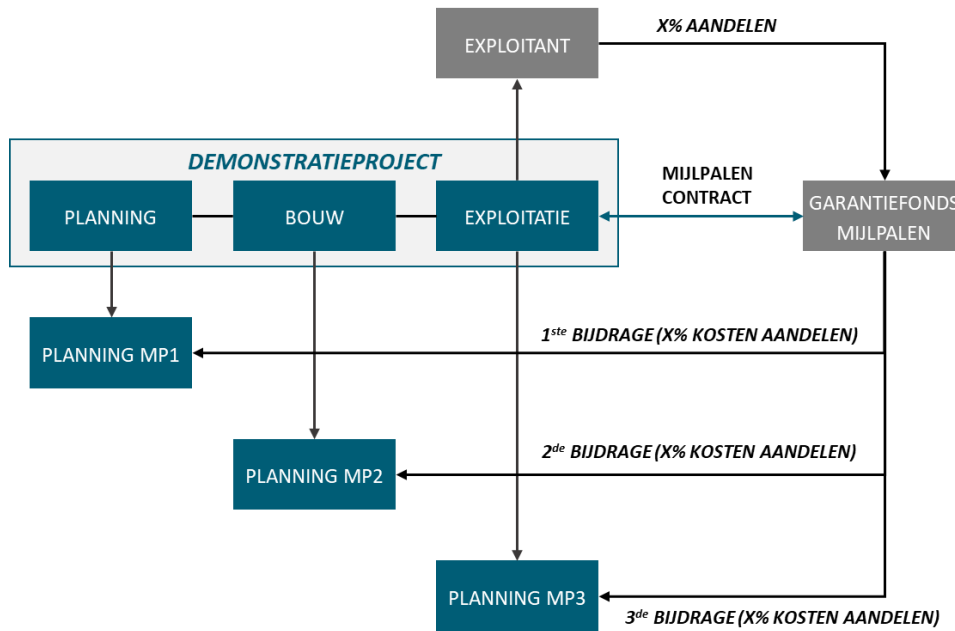 EXPLOITANT
X% AANDELEN
DEMONSTRATIEPROJECT
PLANNING
BOUW
EXPLOITATIE
MIJLPALEN
CONTRACT
GARANTIEFONDS
MIJLPALEN
PLANNING MP1
1ste BIJDRAGE (X% KOSTEN AANDELEN)
PLANNING MP2
2de BIJDRAGE (X% KOSTEN AANDELEN)
PLANNING MP3
3de BIJDRAGE (X% KOSTEN AANDELEN)